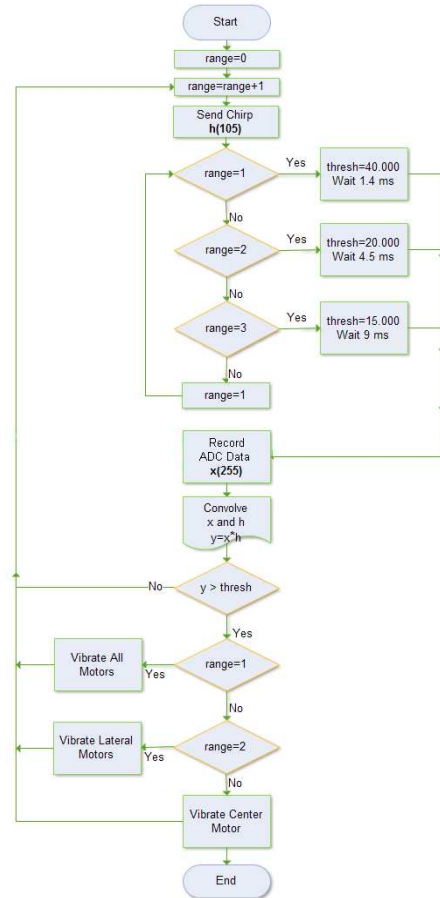 Start
range=0
range=range+1
Send Chirp
h(105)
range=1
Yes
thresh=40.000
Wait 1.4 ms
No
range=2
Yes
thresh=20.000
Wait 4.5 ms
No
range=3
Yes
thresh=15.000
Wait 9 ms
No
range=1
Record
ADC Data
x(255)
Convolve
x and h
y=x*h
y > thresh
No
Yes
range=1
Yes
Vibrate All
Motors
No
range=2
Yes
Vibrate Lateral
Motors
No
Vibrate Center
Motor
End